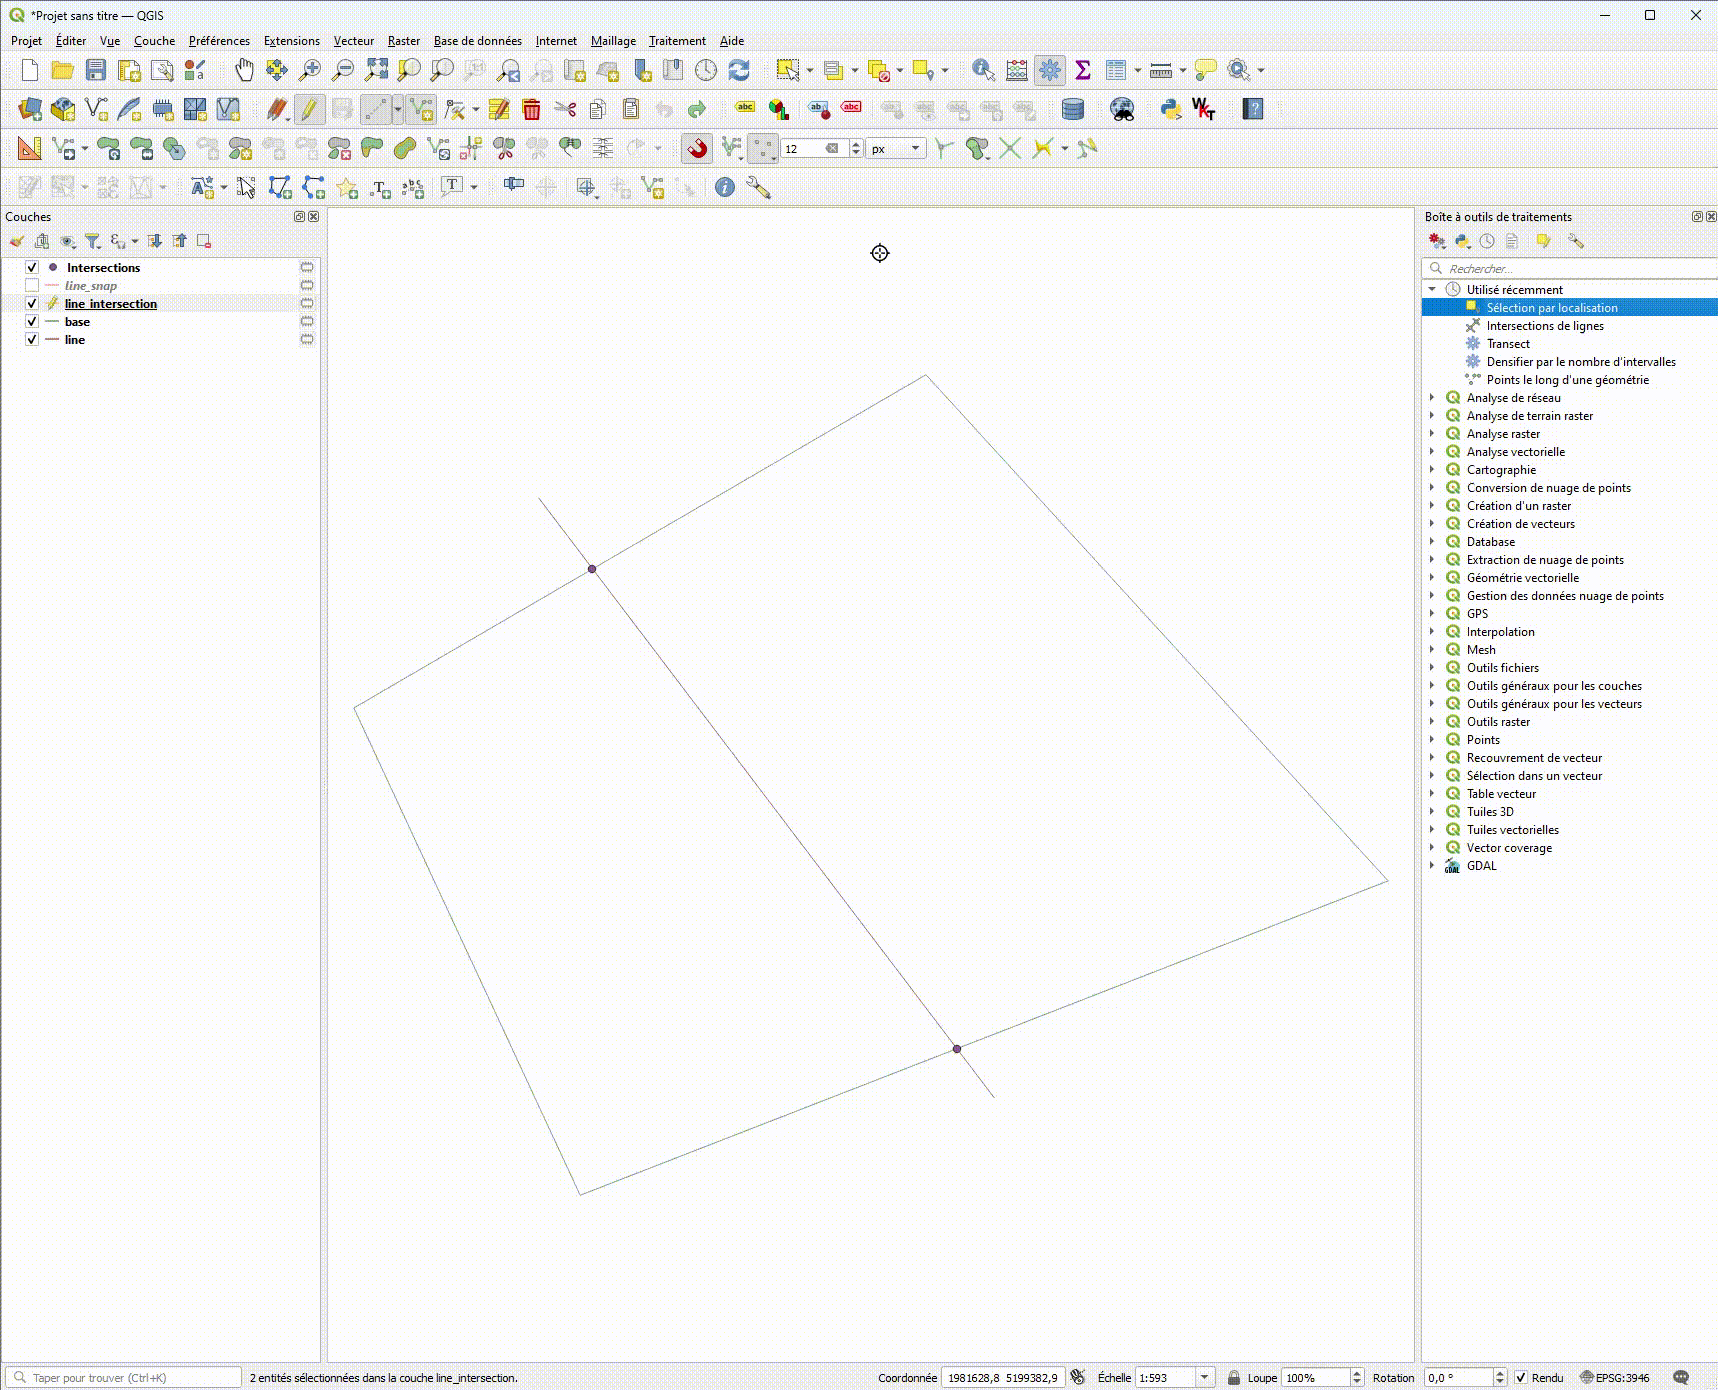 *Projet sans titre — QGIS
Projet Éditer Vue Couche Préférences Extensions Vecteur Raster Base de données Internet Maillage Traitement Aide
12 px
Couches
Boîte à outils de traitements
Rechercher...
Intersections
line_snap
line_intersection
base
line
Utilisé récemment
Sélection par localisation
Intersections de lignes
Transect
Densifier par le nombre d'intervalles
Points le long d'une géométrie
Analyse de réseau
Analyse de terrain raster
Analyse raster
Analyse vectorielle
Cartographie
Conversion de nuage de points
Création d'un raster
Création de vecteurs
Database
Extraction de nuage de points
Géométrie vectorielle
Gestion des données nuage de points
GPS
Interpolation
Mesh
Outils fichiers
Outils généraux pour les couches
Outils généraux pour les vecteurs
Outils raster
Points
Recouvrement de vecteur
Sélection dans un vecteur
Table vecteur
Tuiles 3D
Tuiles vectorielles
Vector coverage
GDAL
Taper pour trouver (Ctrl+K) 2 entités sélectionnées dans la couche line_intersection. Coordonnée 1981628,8 5199382,9 Échelle 1:593 Loupe 100% Rotation 0,0 ° Rendu EPSG:3946